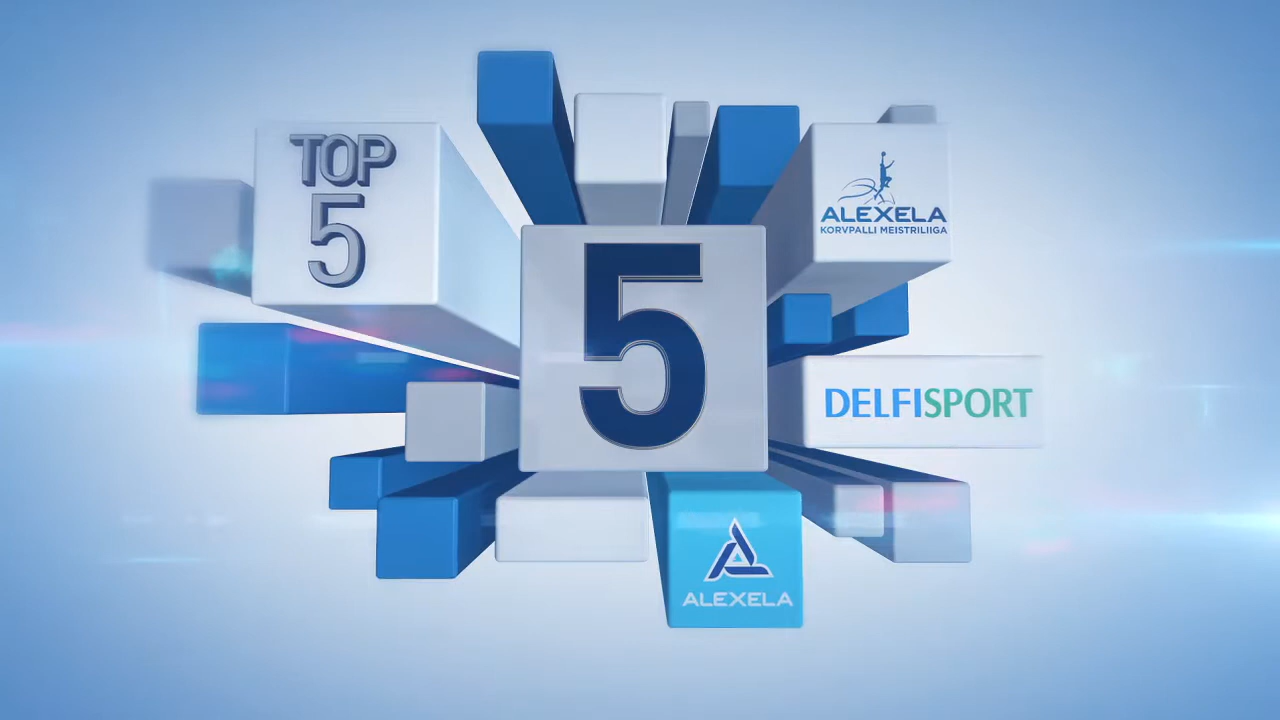 TOP
5
ALEXELA
KORVPALLI MEISTRILIIGA
5
DELFISPORT
ALEXELA